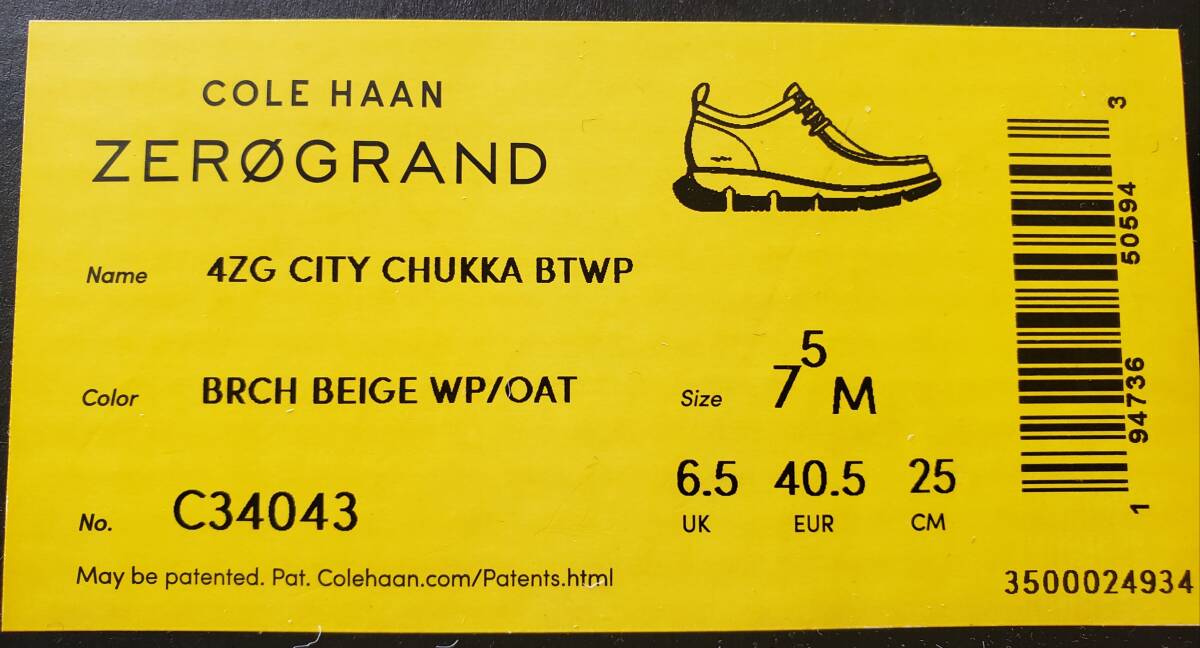 COLE HAAN
ZERØGRAND
Name 4ZG CITY CHUKKA BTWP
Color BRCH BEIGE WP/OAT
Size 7 5 M
6.5 40.5 25
UK EUR CM
No. C34043
May be patented. Pat. Colehaan.com/Patents.html
1 94736 50594 3
3500024934